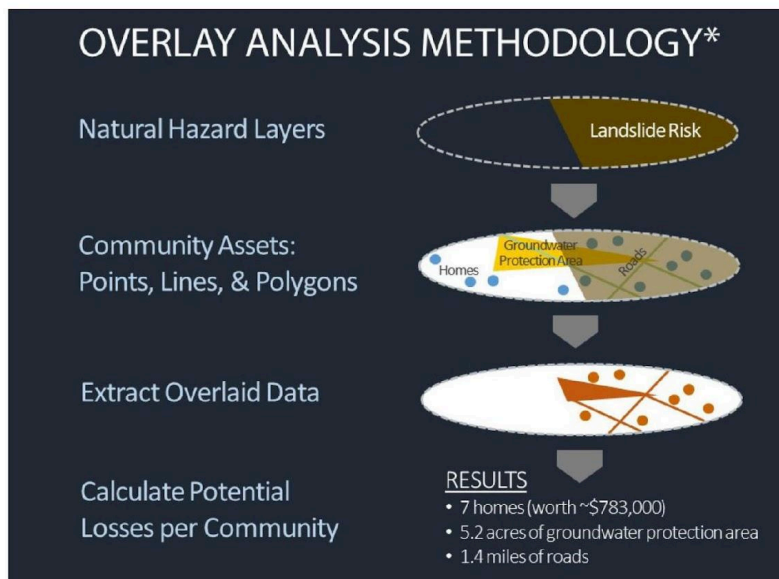 OVERLAY ANALYSIS METHODOLOGY*
Natural Hazard Layers
Landslide Risk
Community Assets:
Points, Lines, & Polygons
Homes
Groundwater
Protection Area
Roads
Extract Overlaid Data
Calculate Potential
Losses per Community
RESULTS
• 7 homes (worth ~$783,000)
• 5.2 acres of groundwater protection area
• 1.4 miles of roads